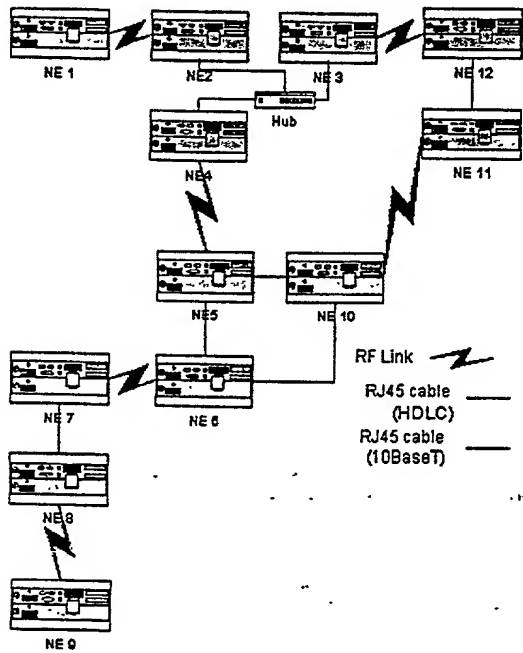 NE 1
NE2
NE 3
NE 12
Hub
NE4
NE 11
NE5
NE 10
RF Link
RJ45 cable
(HDLC)
RJ45 cable
(10BaseT)
NE 7
NE 6
NE 8
NE 9